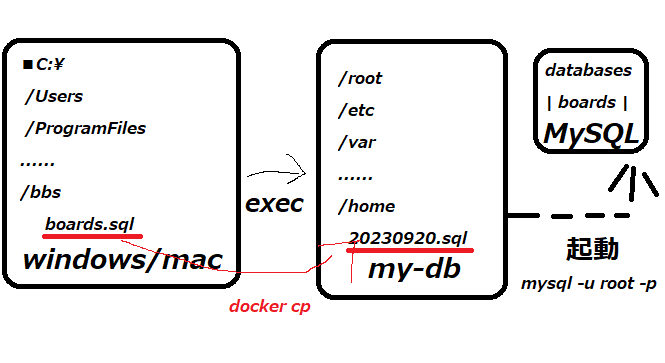 ■C:¥
/Users
/ProgramFiles
......
/bbs
boards.sql
windows/mac
exec
docker cp
/root
/etc
/var
......
/home
20230920.sql
my-db
databases
| boards |
MySQL
起動
mysql -u root -p